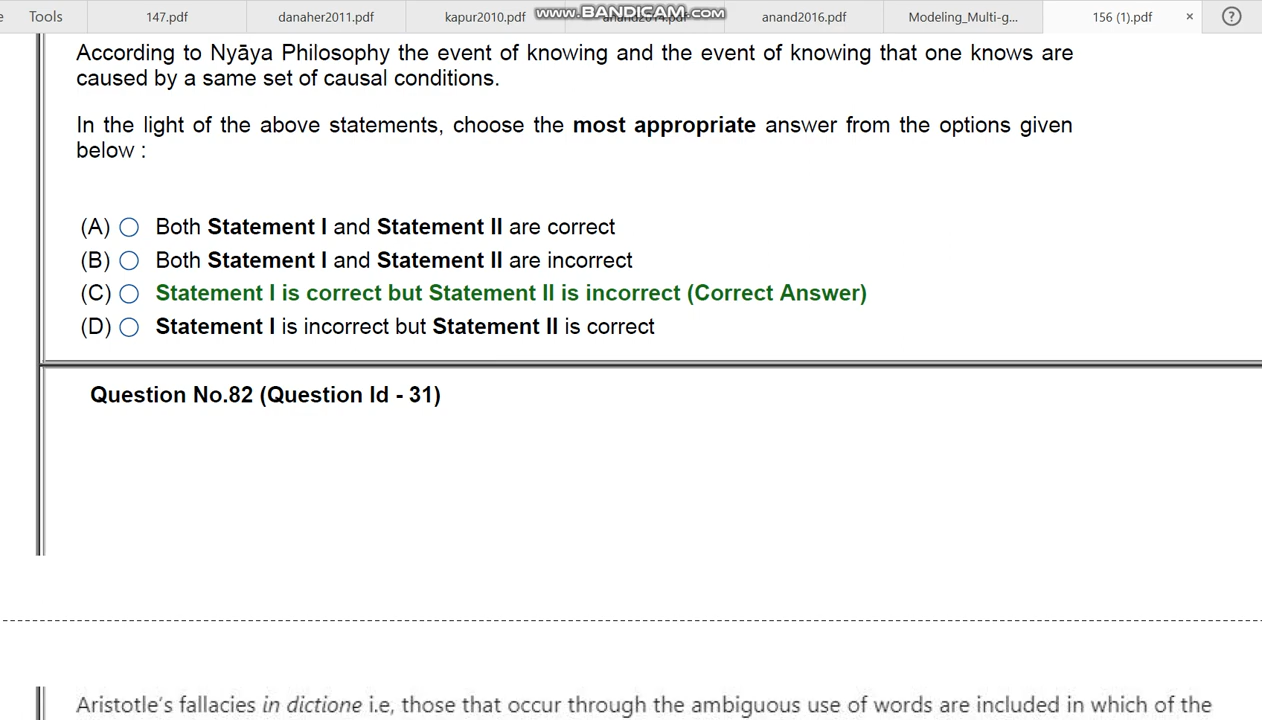 e Tools 147.pdf danaher2011.pdf kapur2010.pdf anand2014.pdf anand2016.pdf Modeling_Multi-g... 156 (1).pdf × ?
www.BANDICAM.com
According to Nyāya Philosophy the event of knowing and the event of knowing that one knows are
caused by a same set of causal conditions.
In the light of the above statements, choose the most appropriate answer from the options given
below :
(A) Both Statement I and Statement II are correct
(B) Both Statement I and Statement II are incorrect
(C) Statement I is correct but Statement II is incorrect (Correct Answer)
(D) Statement I is incorrect but Statement II is correct
Question No.82 (Question Id - 31)
Aristotle's fallacies in dictione i.e, those that occur through the ambiguous use of words are included in which of the